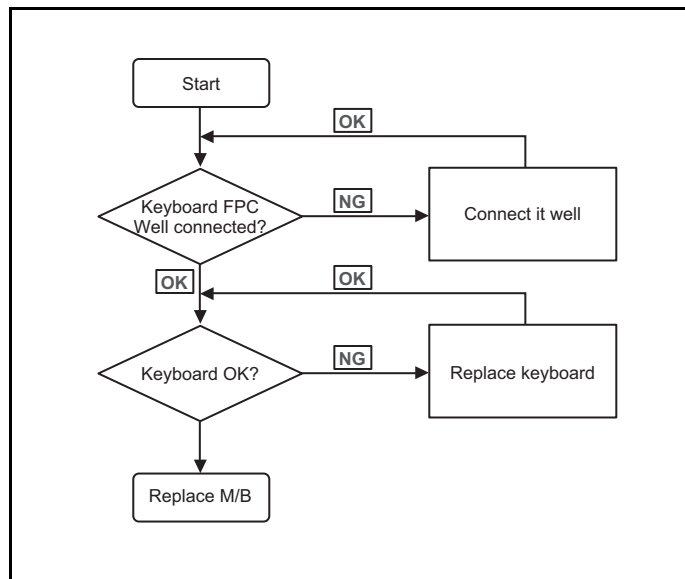 Start
OK
Keyboard FPC
Well connected?
NG
Connect it well
OK
OK
Keyboard OK?
NG
Replace keyboard
Replace M/B